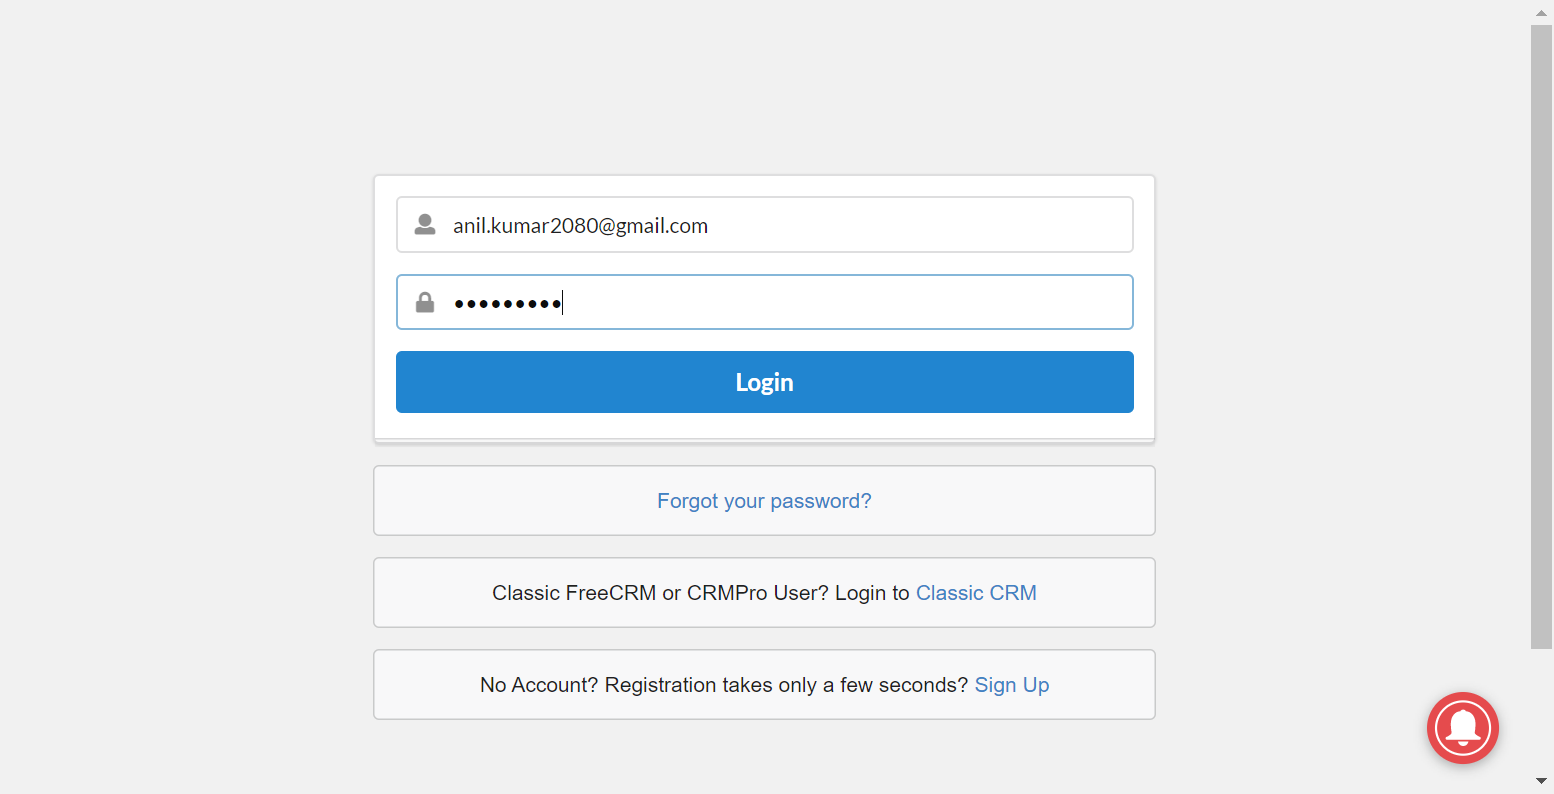 anil.kumar2080@gmail.com
•••••••••
Login
Forgot your password?
Classic FreeCRM or CRMPro User? Login to Classic CRM
No Account? Registration takes only a few seconds? Sign Up